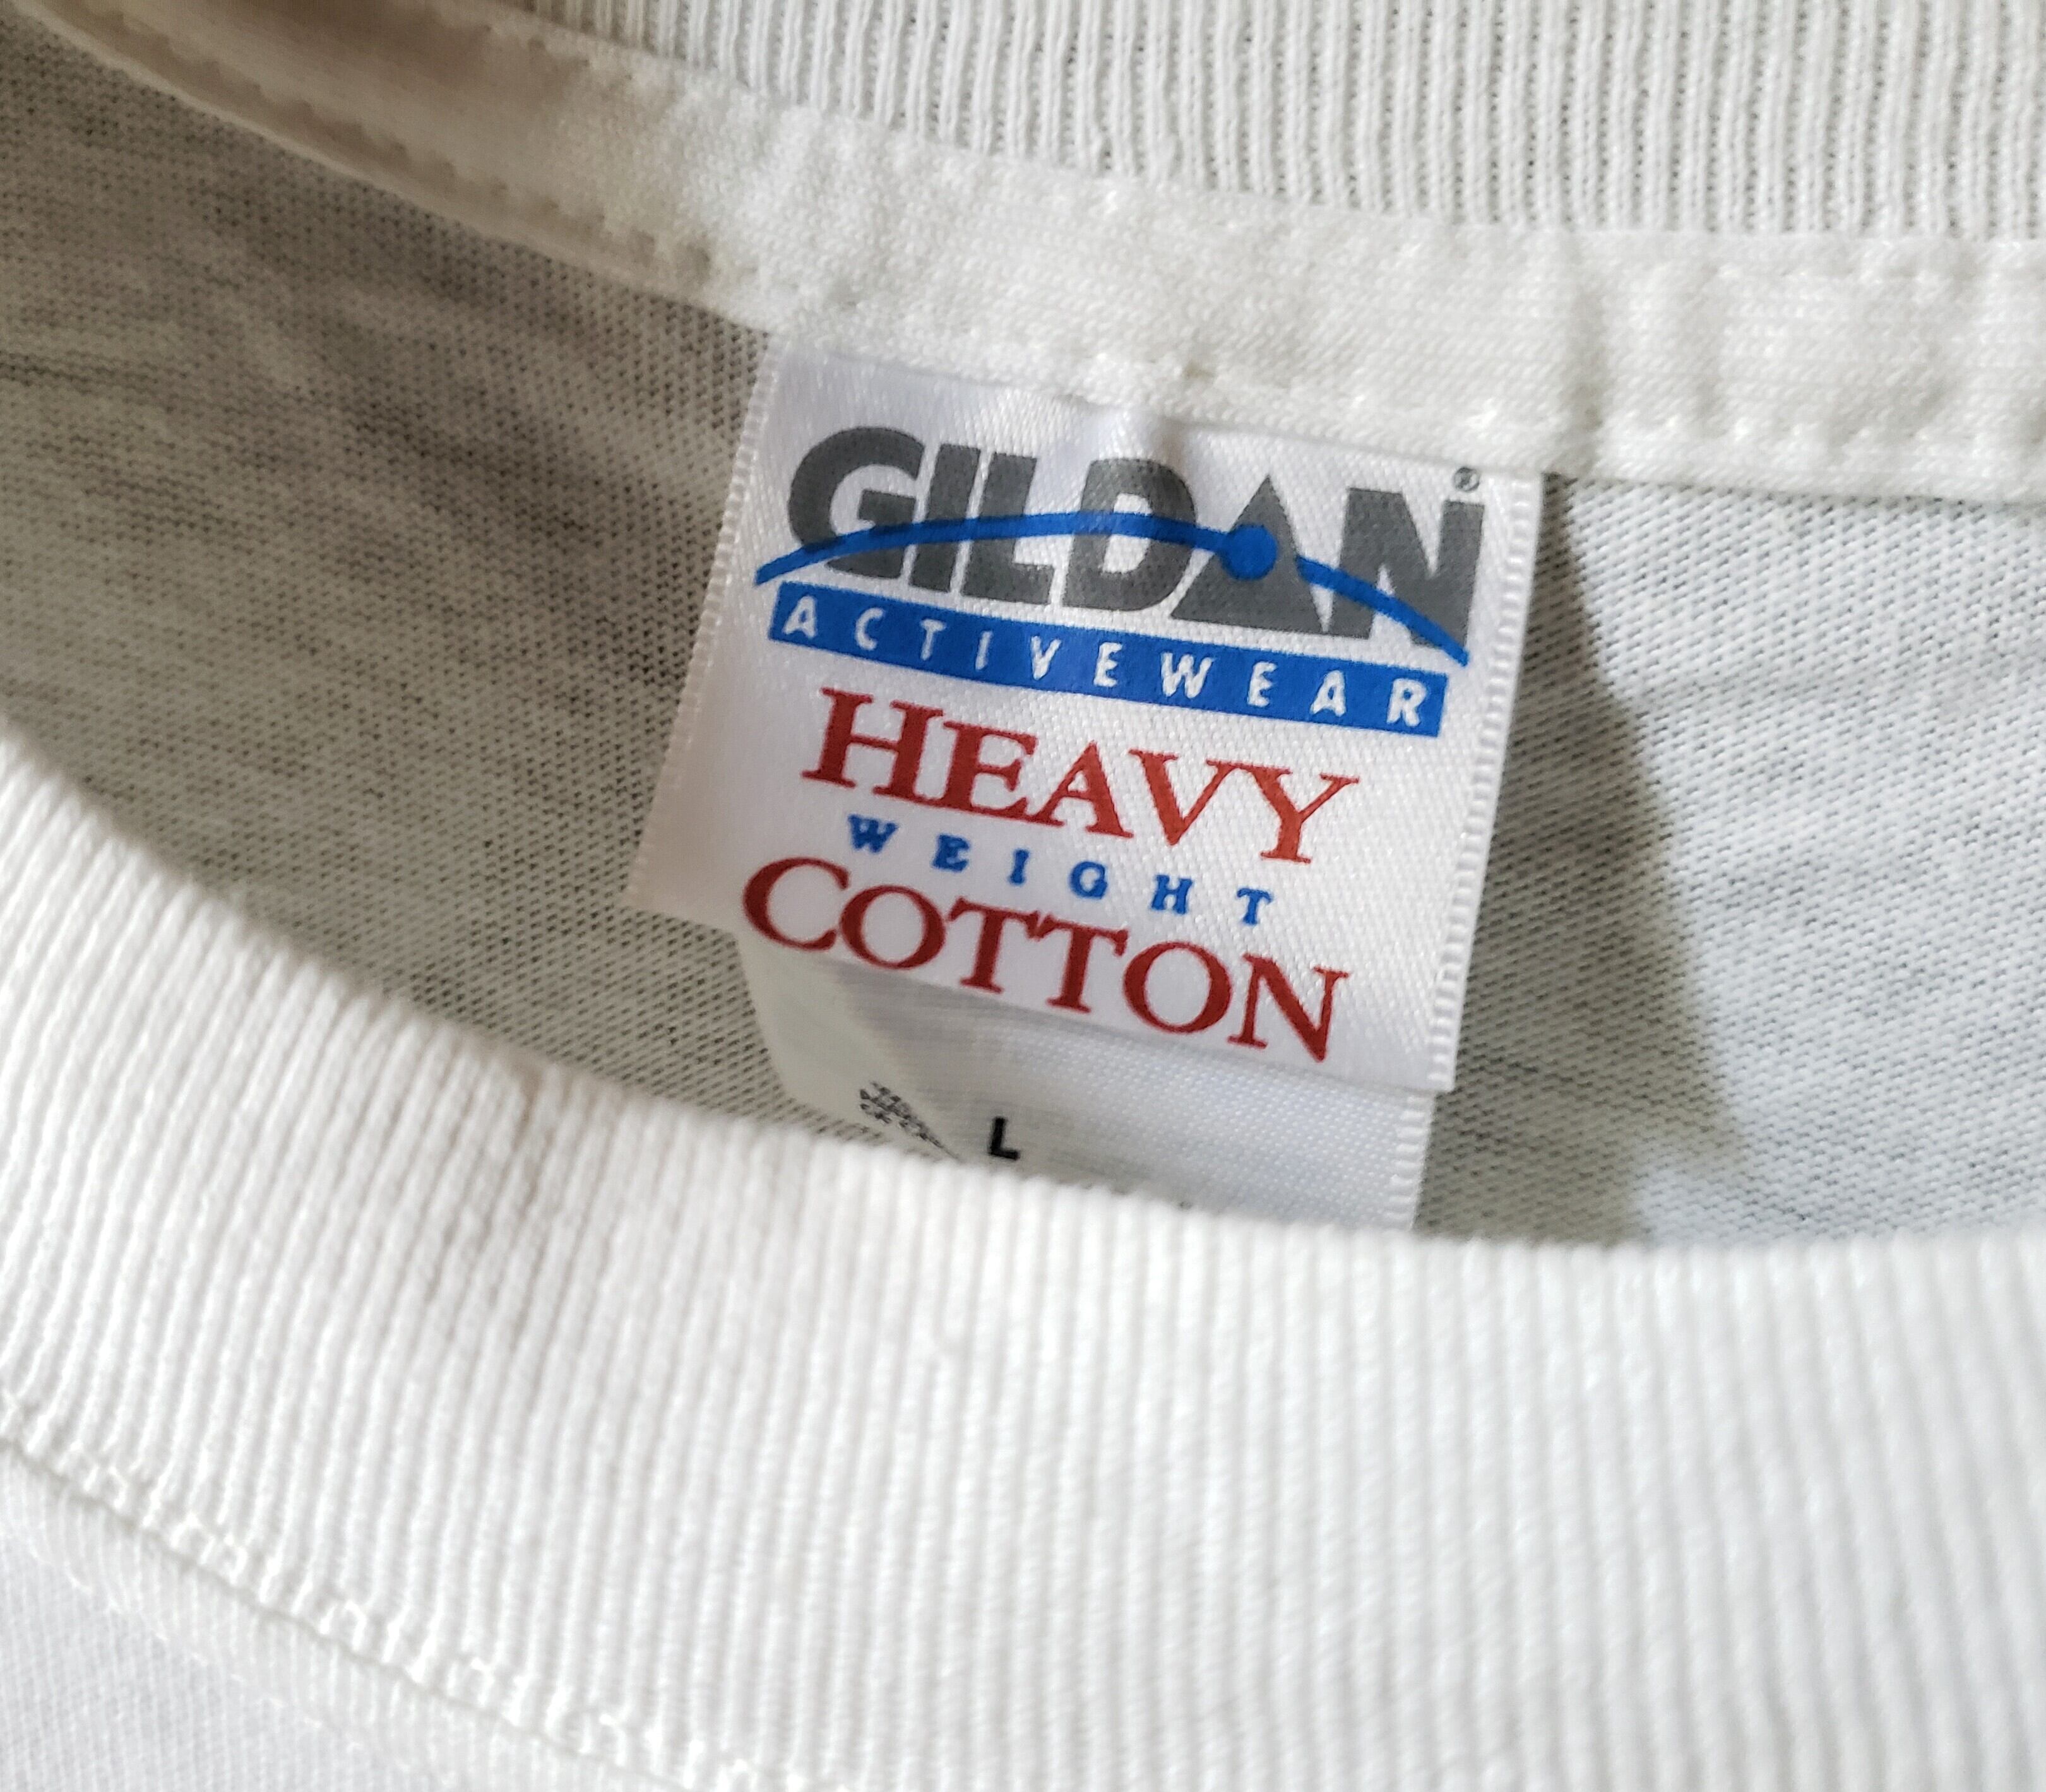 GILDAN®
ACTIVEWEAR
HEAVY
WEIGHT
COTTON
L